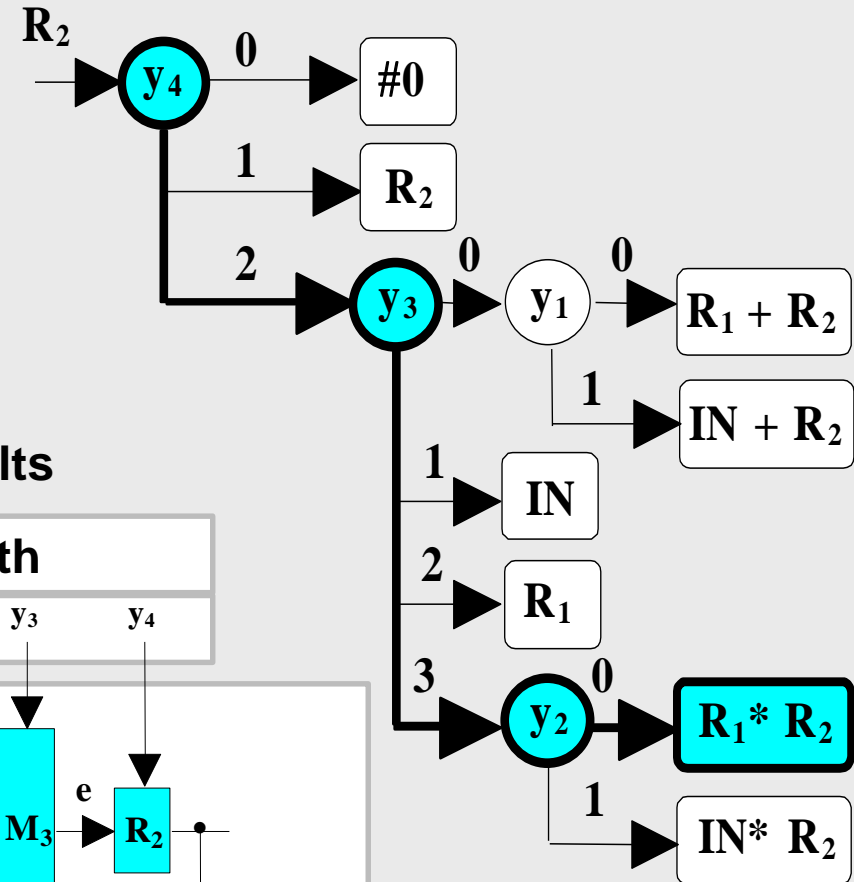 R₂
y₄ 0 #0
1 R₂
2 y₃ 0 y₁ 0 R₁ + R₂
1 IN + R₂
lts
1 IN
th
2 R₁
y₃ y₄
3 y₂ 0 R₁* R₂
e
M₃ R₂
1 IN* R₂